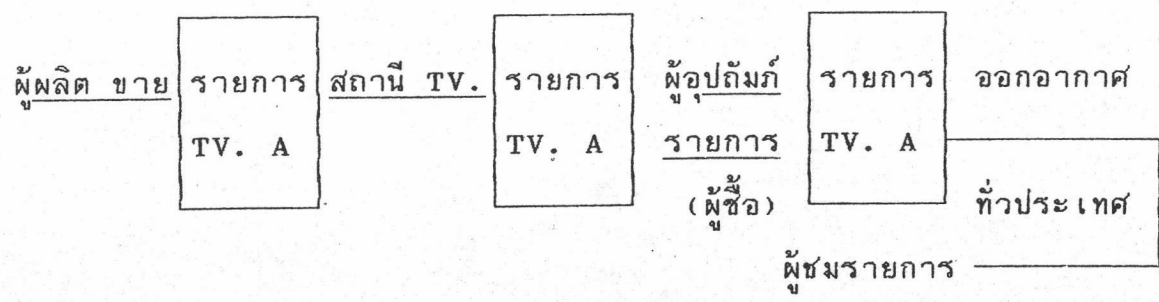 ผู้ผลิต ขาย รายการ สถานี TV. รายการ ผู้อุปถัมภ์ รายการ ออกอากาศ
TV. A TV. A รายการ TV. A
(ผู้ซื้อ) ทั่วประเทศ
ผู้ชมรายการ